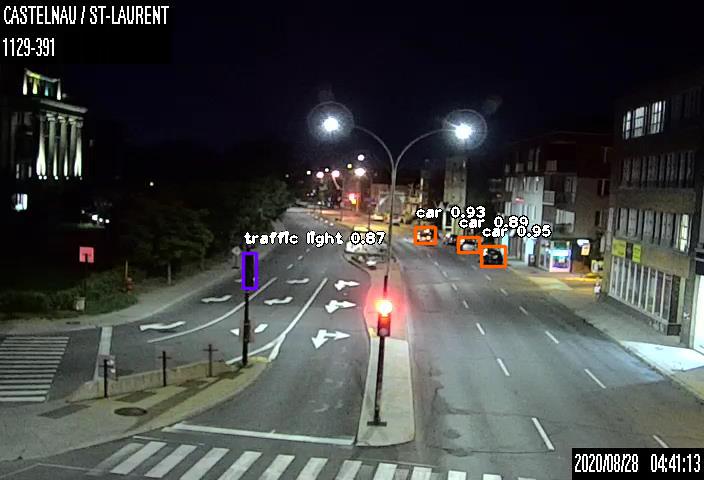 CASTELNAU / ST-LAURENT
1129-391
car 0.93
car 0.89
car 0.95
traffic light 0.87
2020/08/28 04:41:13